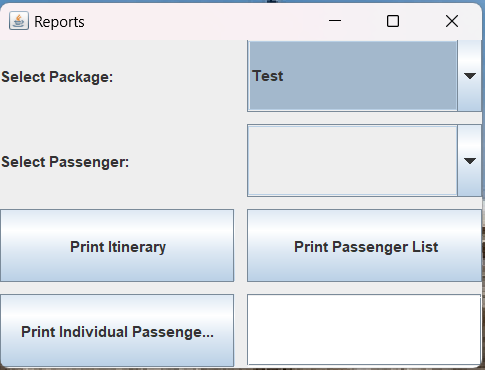 Reports
Select Package:
Test
Select Passenger:
Print Itinerary
Print Passenger List
Print Individual Passenge...